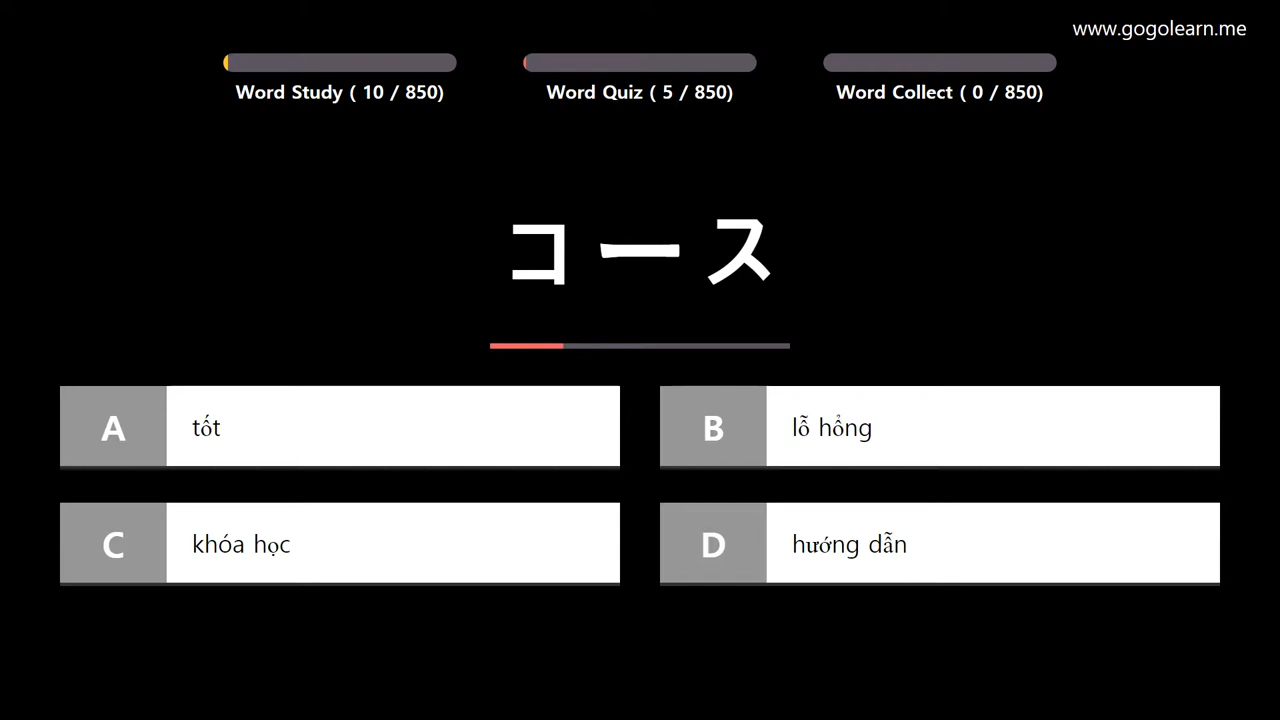 www.gogolearn.me
Word Study ( 10 / 850)
Word Quiz ( 5 / 850)
Word Collect ( 0 / 850)
コース
A tốt
B lỗ hổng
C khóa học
D hướng dẫn